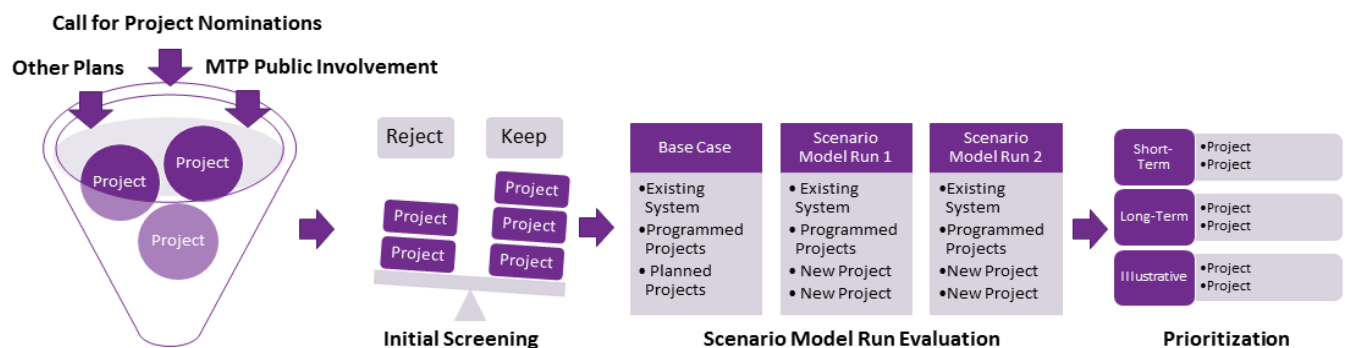 Call for Project Nominations
Other Plans
MTP Public Involvement
Project
Project
Project
Reject
Keep
Project
Project
Project
Project
Project
Initial Screening
Base Case
•Existing
System
•Programmed
Projects
• Planned
Projects
Scenario
Model Run 1
• Existing
System
• Programmed
Projects
• New Project
• New Project
Scenario
Model Run 2
•Existing
System
•Programmed
Projects
•New Project
•New Project
Scenario Model Run Evaluation
Short-
Term
•Project
•Project
Long-Term
•Project
•Project
Illustrative
•Project
•Project
Prioritization